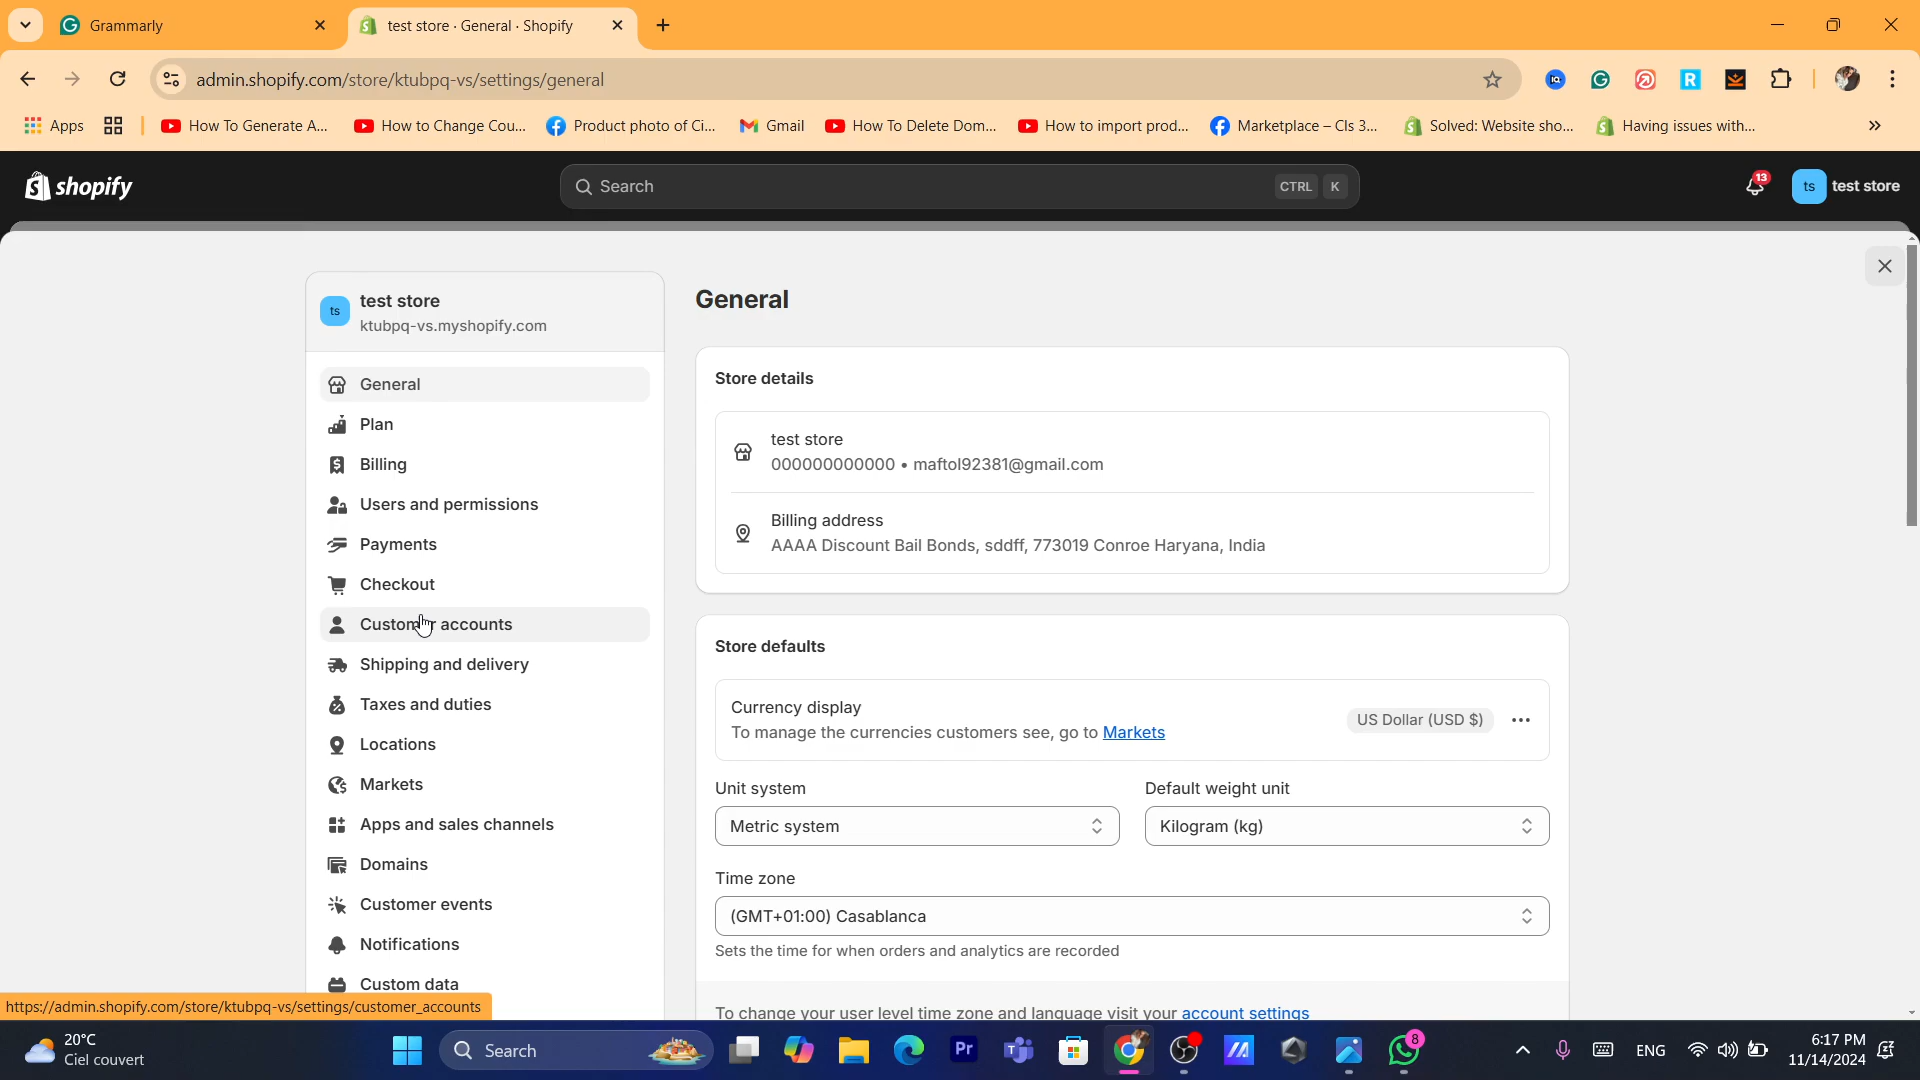 Grammarly
test store · General · Shopify
admin.shopify.com/store/ktubpq-vs/settings/general
Apps
How To Generate A...
How to Change Cou...
Product photo of Ci...
Gmail
How To Delete Dom...
How to import prod...
Marketplace – Cls 3...
Solved: Website sho...
Having issues with...
shopify
Search
CTRL K
13
ts
test store
ts
test store
ktubpq-vs.myshopify.com
General
Plan
Billing
Users and permissions
Payments
Checkout
Customer accounts
Shipping and delivery
Taxes and duties
Locations
Markets
Apps and sales channels
Domains
Customer events
Notifications
Custom data
General
Store details
test store
000000000000 • maftol92381@gmail.com
Billing address
AAAA Discount Bail Bonds, sddff, 773019 Conroe Haryana, India
Store defaults
Currency display
To manage the currencies customers see, go to Markets
US Dollar (USD $)
Unit system
Metric system
Default weight unit
Kilogram (kg)
Time zone
(GMT+01:00) Casablanca
Sets the time for when orders and analytics are recorded
To change your user level time zone and language visit your account settings
https://admin.shopify.com/store/ktubpq-vs/settings/customer_accounts
20°C
Ciel couvert
Search
Pr
8
ENG
6:17 PM
11/14/2024